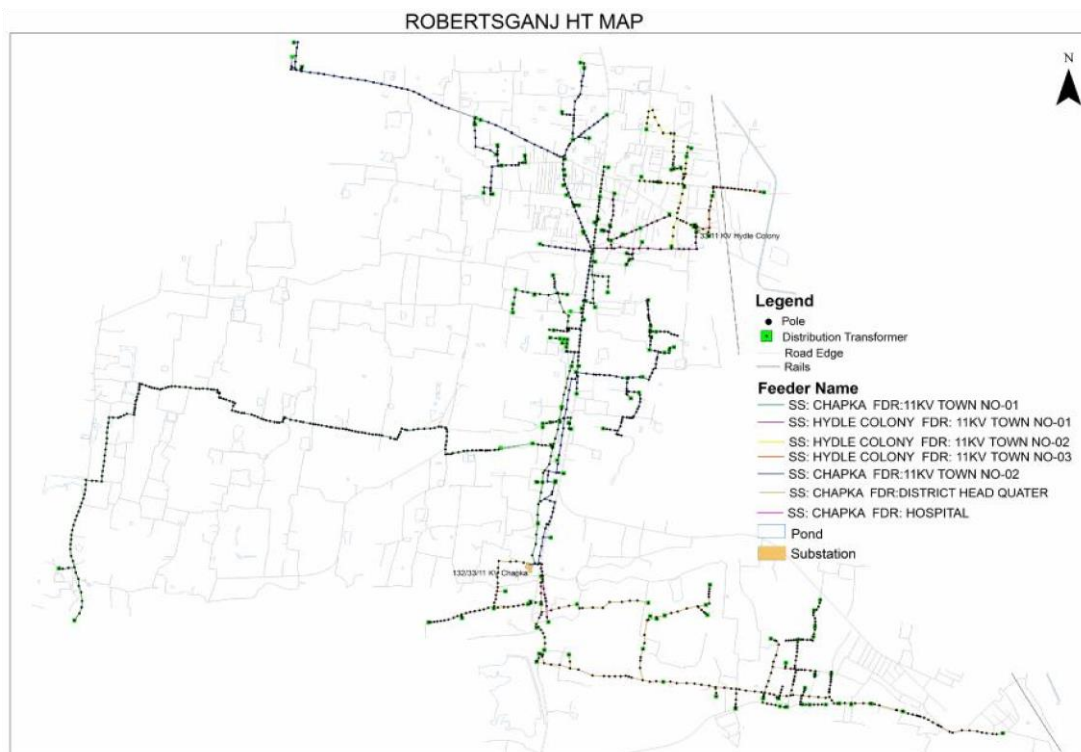 ROBERTSGANJ HT MAP
N
33/11 KV Hydle Colony
Legend
Pole
Distribution Transformer
Road Edge
Rails
Feeder Name
SS: CHAPKA FDR:11KV TOWN NO-01
SS: HYDLE COLONY FDR: 11KV TOWN NO-01
SS: HYDLE COLONY FDR: 11KV TOWN NO-02
SS: HYDLE COLONY FDR: 11KV TOWN NO-03
SS: CHAPKA FDR:11KV TOWN NO-02
SS: CHAPKA FDR:DISTRICT HEAD QUATER
SS: CHAPKA FDR: HOSPITAL
Pond
Substation
132/33/11 KV Chapka